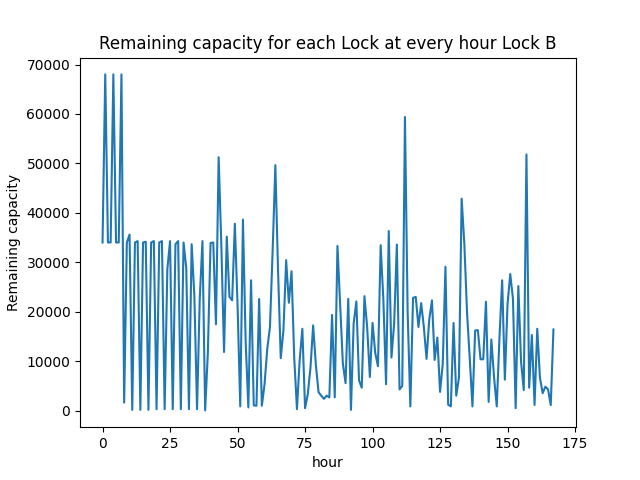 Remaining capacity for each Lock at every hour Lock B
70000
60000
50000
40000
30000
20000
10000
0
Remaining capacity
0 25 50 75 100 125 150 175
hour